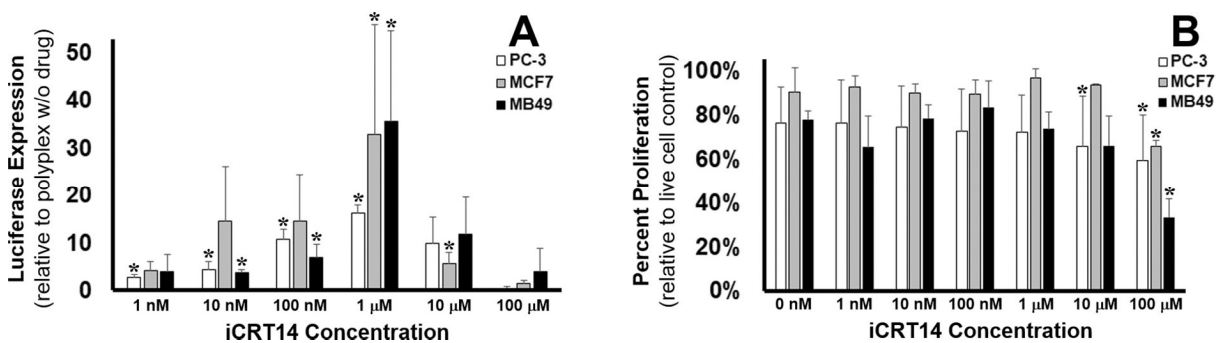 A
PC-3
MCF7
MB49
Luciferase Expression
(relative to polyplex w/o drug)
50
40
30
20
10
0
* * * * * * * * * *
1 nM 10 nM 100 nM 1 μM 10 μM 100 μM
iCRT14 Concentration
B
PC-3
MCF7
MB49
Percent Proliferation
(relative to live cell control)
100%
80%
60%
40%
20%
0%
* * * *
0 nM 1 nM 10 nM 100 nM 1 μM 10 μM 100 μM
iCRT14 Concentration